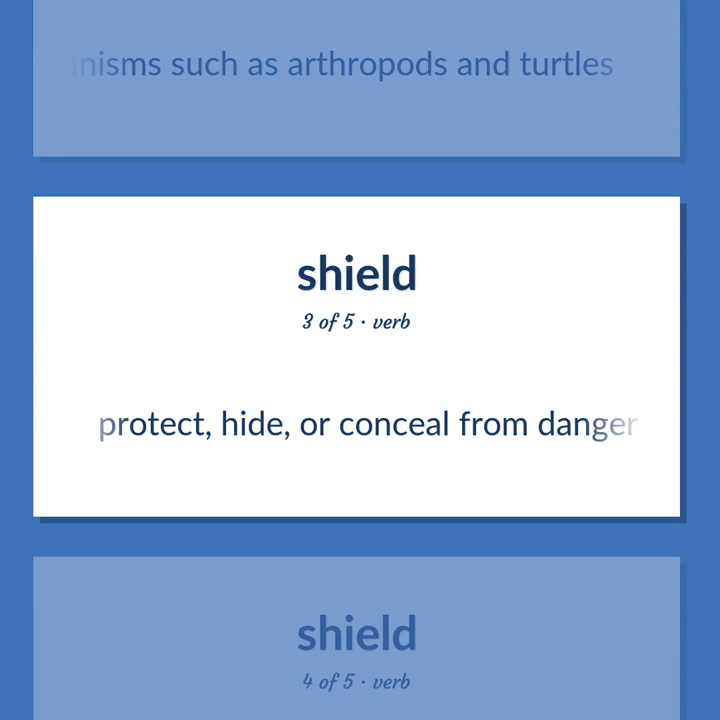 such as arthropods and turtles
shield
3 of 5 · verb
protect, hide, or conceal from danger
shield
4 of 5 · verb